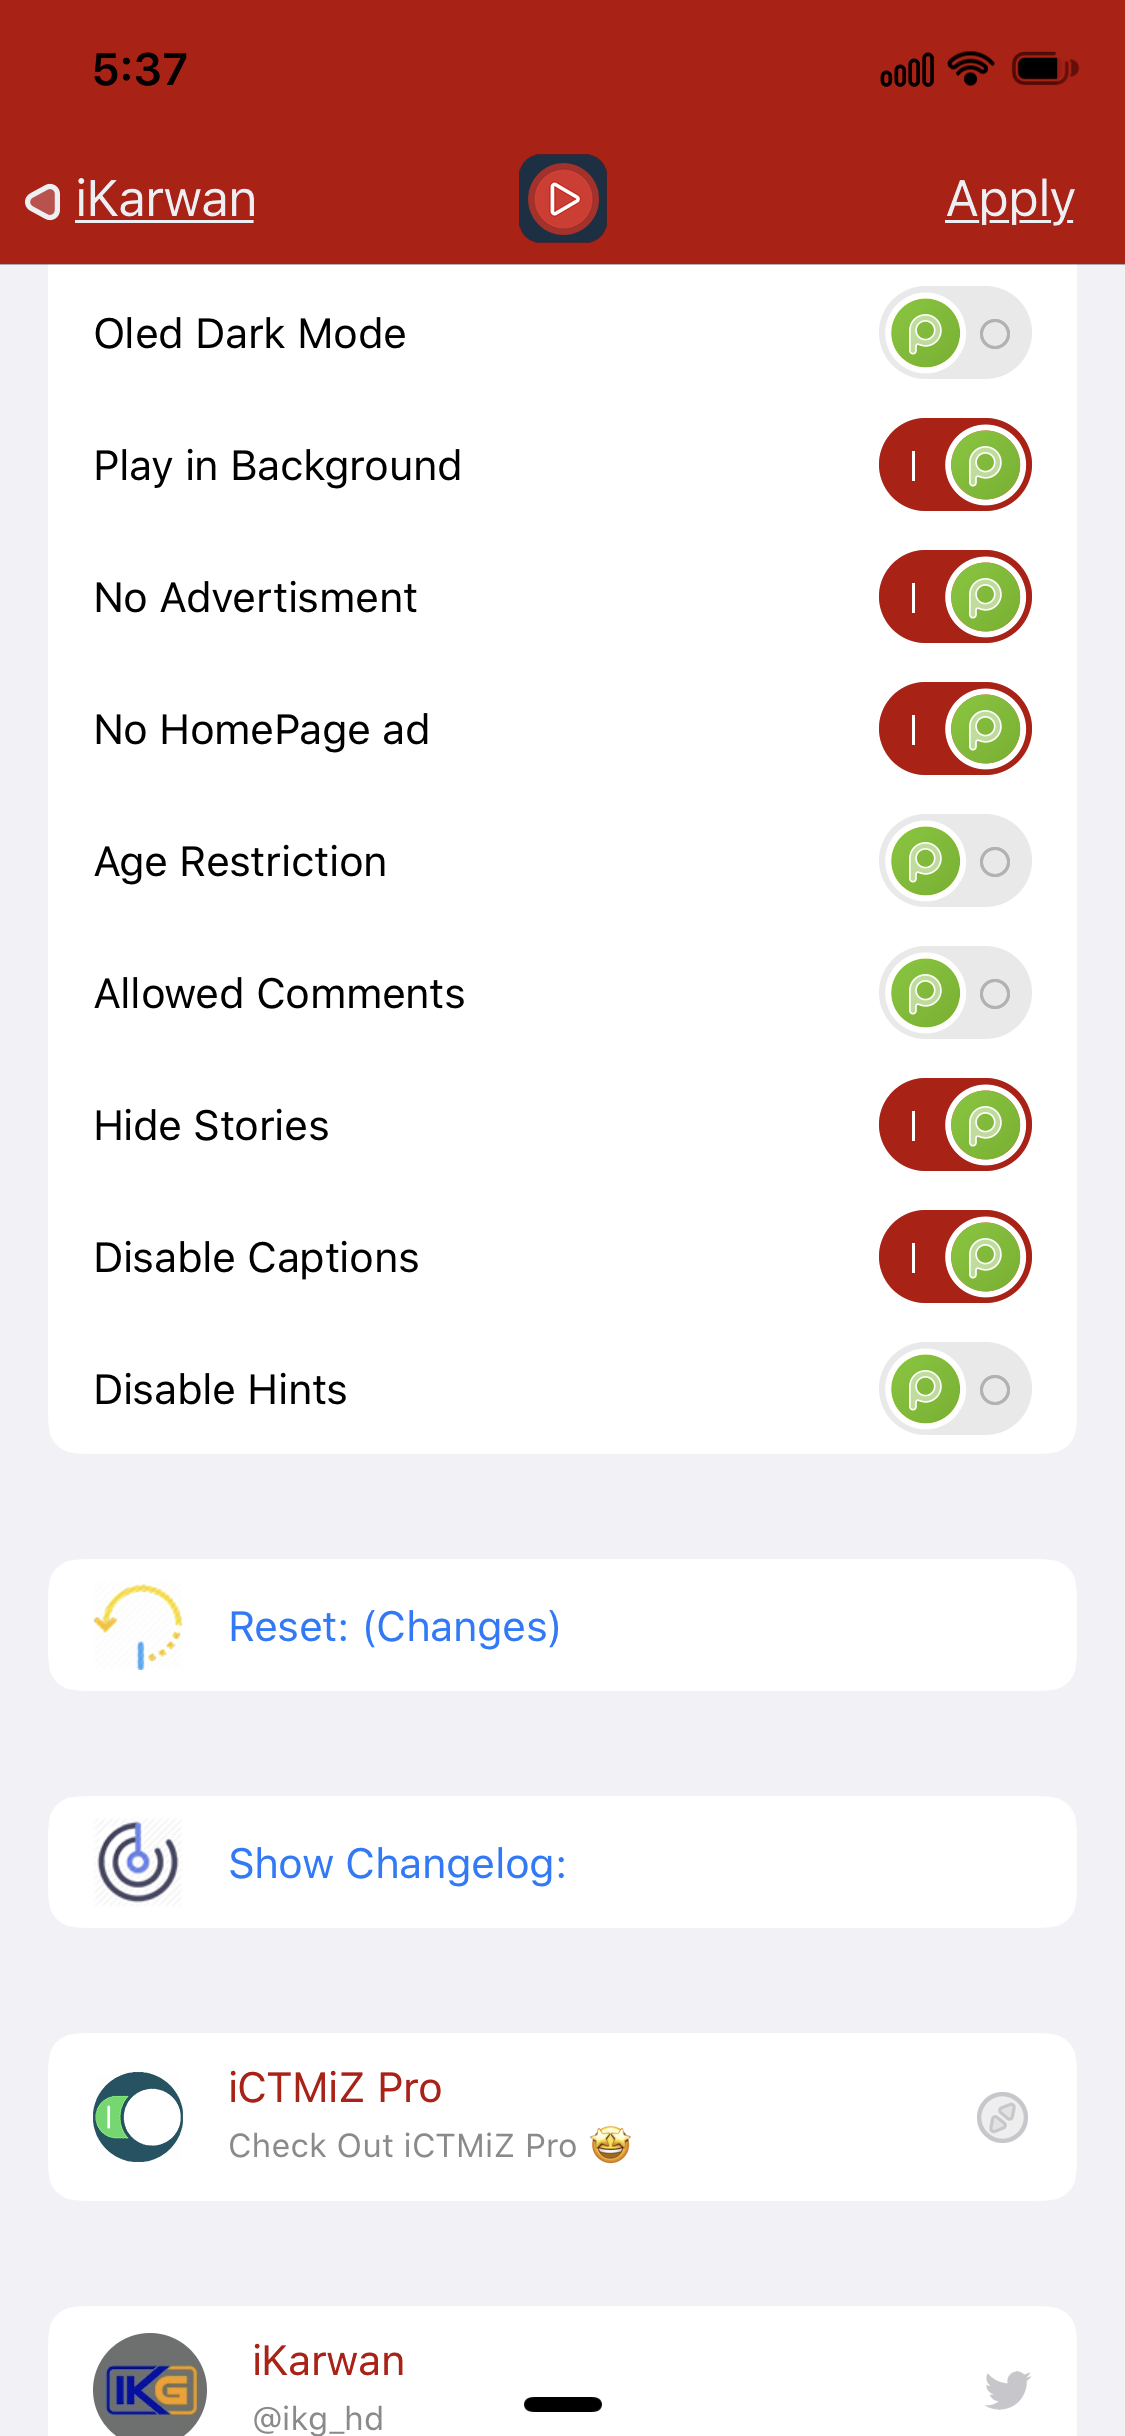 5:37
iKarwan
Apply
Oled Dark Mode
Play in Background
No Advertisment
No HomePage ad
Age Restriction
Allowed Comments
Hide Stories
Disable Captions
Disable Hints
Reset: (Changes)
Show Changelog:
iCTMiZ Pro
Check Out iCTMiZ Pro 🤩
IKG
iKarwan
@ikg_hd